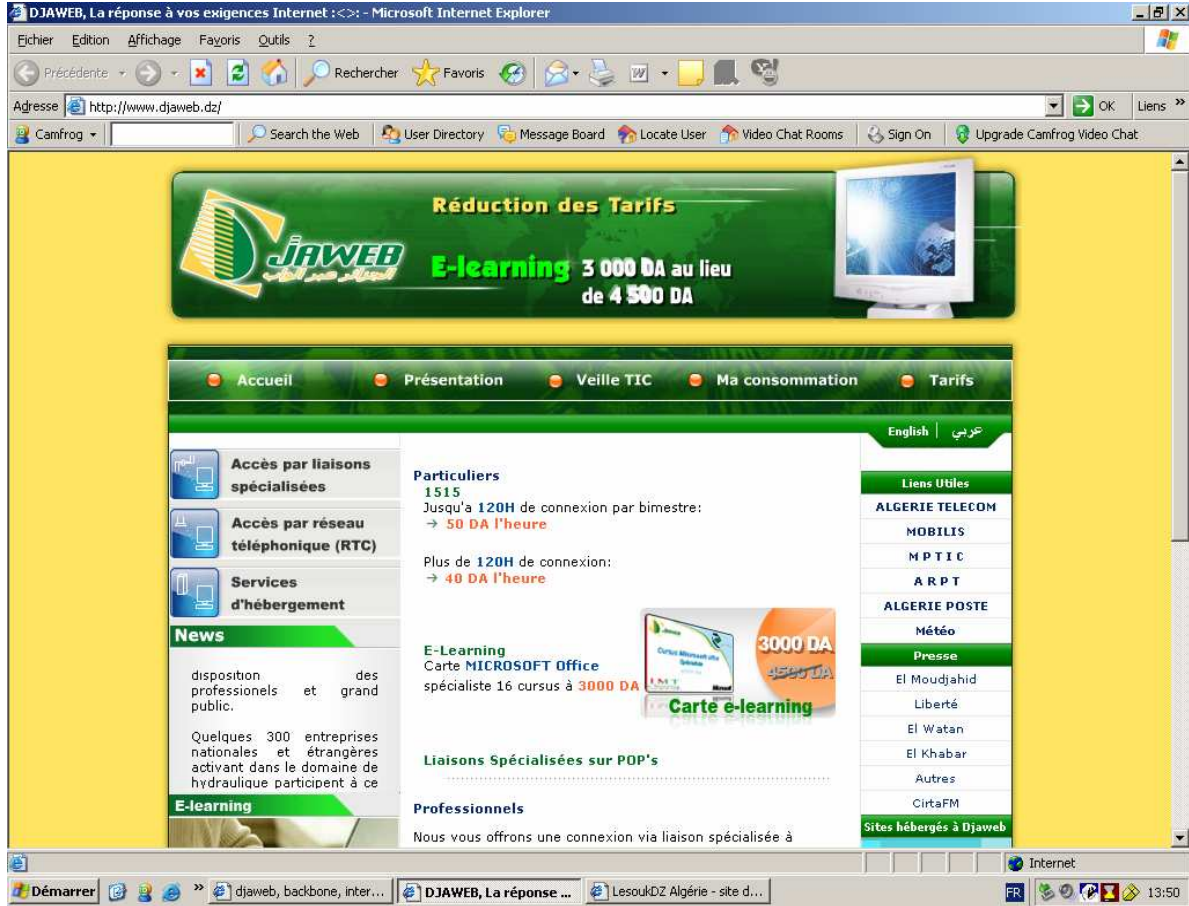 DJAWEB, La réponse à vos exigences Internet :<>: - Microsoft Internet Explorer
Fichier Edition Affichage Favoris Outils ?
Précédente Rechercher Favoris
Adresse http://www.djaweb.dz/ OK Liens »
Camfrog Search the Web User Directory Message Board Locate User Video Chat Rooms Sign On Upgrade Camfrog Video Chat
DJAWEB
الجزائر عبر الواب
Réduction des Tarifs
E-learning 3 000 DA au lieu
de 4 500 DA
Accueil Présentation Veille TIC Ma consommation Tarifs
English | عربي
Accès par liaisons
spécialisées
Accès par réseau
téléphonique (RTC)
Services
d'hébergement
News
disposition des
professionels et grand
public.
Quelques 300 entreprises
nationales et étrangères
activant dans le domaine de
hydraulique participent à ce
E-learning
Particuliers
1515
Jusqu'a 120H de connexion par bimestre:
→ 50 DA l'heure
Plus de 120H de connexion:
→ 40 DA l'heure
E-Learning
Carte MICROSOFT Office
spécialiste 16 cursus à 3000 DA
3000 DA
4500 DA
Carte e-learning
Liaisons Spécialisées sur POP's
Professionnels
Nous vous offrons une connexion via liaison spécialisée à
Liens Utiles
ALGERIE TELECOM
MOBILIS
M P T I C
A R P T
ALGERIE POSTE
Météo
Presse
El Moudjahid
Liberté
El Watan
El Khabar
Autres
CirtaFM
Sites hébergés à Djaweb
Internet
Démarrer » djaweb, backbone, inter... DJAWEB, La réponse ... LesoukDZ Algérie - site d... FR 13:50